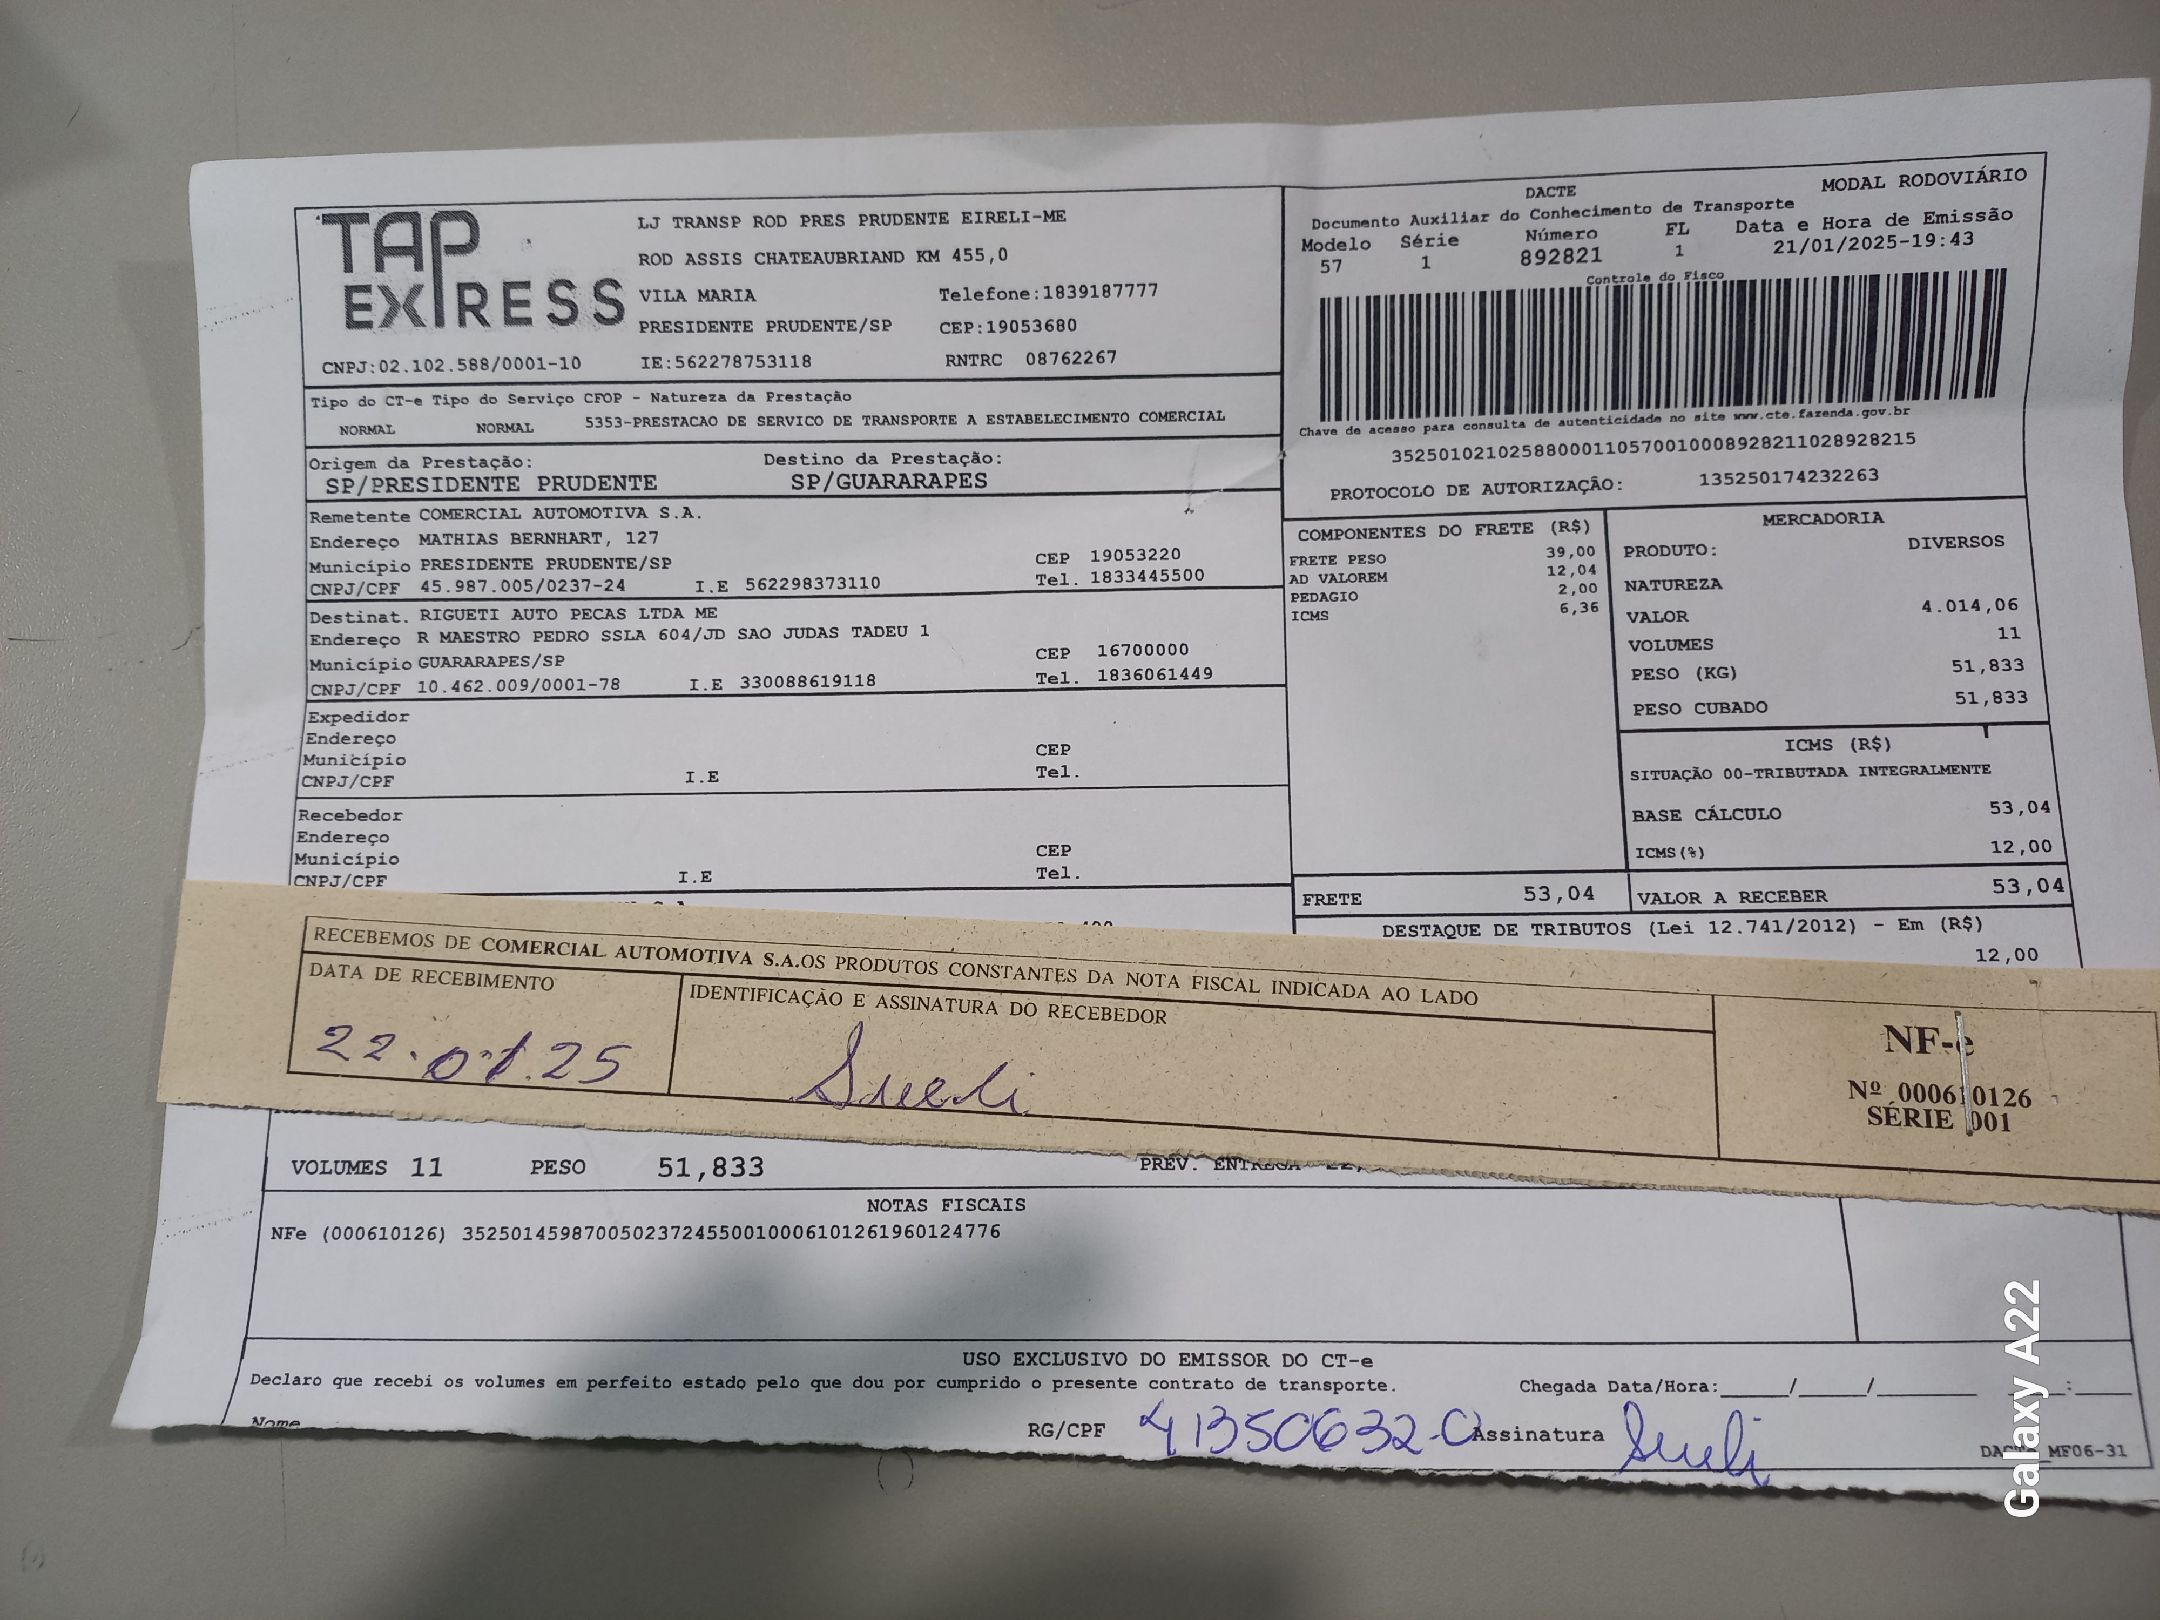 TAP EXPRESS
LJ TRANSP ROD PRES PRUDENTE EIRELI-ME
ROD ASSIS CHATEAUBRIAND KM 455,0
VILA MARIA Telefone:1839187777
PRESIDENTE PRUDENTE/SP CEP:19053680
CNPJ:02.102.588/0001-10 IE:562278753118 RNTRC 08762267
DACTE MODAL RODOVIÁRIO
Documento Auxiliar do Conhecimento de Transporte
Modelo Série Número FL Data e Hora de Emissão
57 1 892821 1 21/01/2025-19:43
Controle do Fisco
Chave de acesso para consulta de autenticidade no site www.cte.fazenda.gov.br
35250102102588000110570010008928211028928215
PROTOCOLO DE AUTORIZAÇÃO: 135250174232263
Tipo do CT-e Tipo do Serviço CFOP - Natureza da Prestação
NORMAL NORMAL 5353-PRESTACAO DE SERVICO DE TRANSPORTE A ESTABELECIMENTO COMERCIAL
Origem da Prestação: Destino da Prestação:
SP/PRESIDENTE PRUDENTE SP/GUARARAPES
Remetente COMERCIAL AUTOMOTIVA S.A.
Endereço MATHIAS BERNHART, 127
Município PRESIDENTE PRUDENTE/SP CEP 19053220
CNPJ/CPF 45.987.005/0237-24 I.E 562298373110 Tel. 1833445500
Destinat. RIGUETI AUTO PECAS LTDA ME
Endereço R MAESTRO PEDRO SSLA 604/JD SAO JUDAS TADEU 1
Município GUARARAPES/SP CEP 16700000
CNPJ/CPF 10.462.009/0001-78 I.E 330088619118 Tel. 1836061449
Expedidor
Endereço
Município CEP
CNPJ/CPF I.E Tel.
Recebedor
Endereço
Município CEP
CNPJ/CPF I.E Tel.
COMPONENTES DO FRETE (R$)
FRETE PESO 39,00
AD VALOREM 12,04
PEDAGIO 2,00
ICMS 6,36
MERCADORIA
PRODUTO: DIVERSOS
NATUREZA
VALOR 4.014,06
VOLUMES 11
PESO (KG) 51,833
PESO CUBADO 51,833
ICMS (R$)
SITUAÇÃO 00-TRIBUTADA INTEGRALMENTE
BASE CÁLCULO 53,04
ICMS(%) 12,00
FRETE 53,04 VALOR A RECEBER 53,04
DESTAQUE DE TRIBUTOS (Lei 12.741/2012) - Em (R$)
12,00
RECEBEMOS DE COMERCIAL AUTOMOTIVA S.A.OS PRODUTOS CONSTANTES DA NOTA FISCAL INDICADA AO LADO
DATA DE RECEBIMENTO IDENTIFICAÇÃO E ASSINATURA DO RECEBEDOR
22.01.25 Sueli
NF-e
Nº 000610126
SÉRIE 001
VOLUMES 11 PESO 51,833 PREV. ENTREGA
NOTAS FISCAIS
NFe (000610126) 35250145987005023724550010006101261960124776
USO EXCLUSIVO DO EMISSOR DO CT-e
Declaro que recebi os volumes em perfeito estado pelo que dou por cumprido o presente contrato de transporte. Chegada Data/Hora:____/____/______ :____
Nome RG/CPF 41350632-0 Assinatura Sueli
MF06-31
Galaxy A22